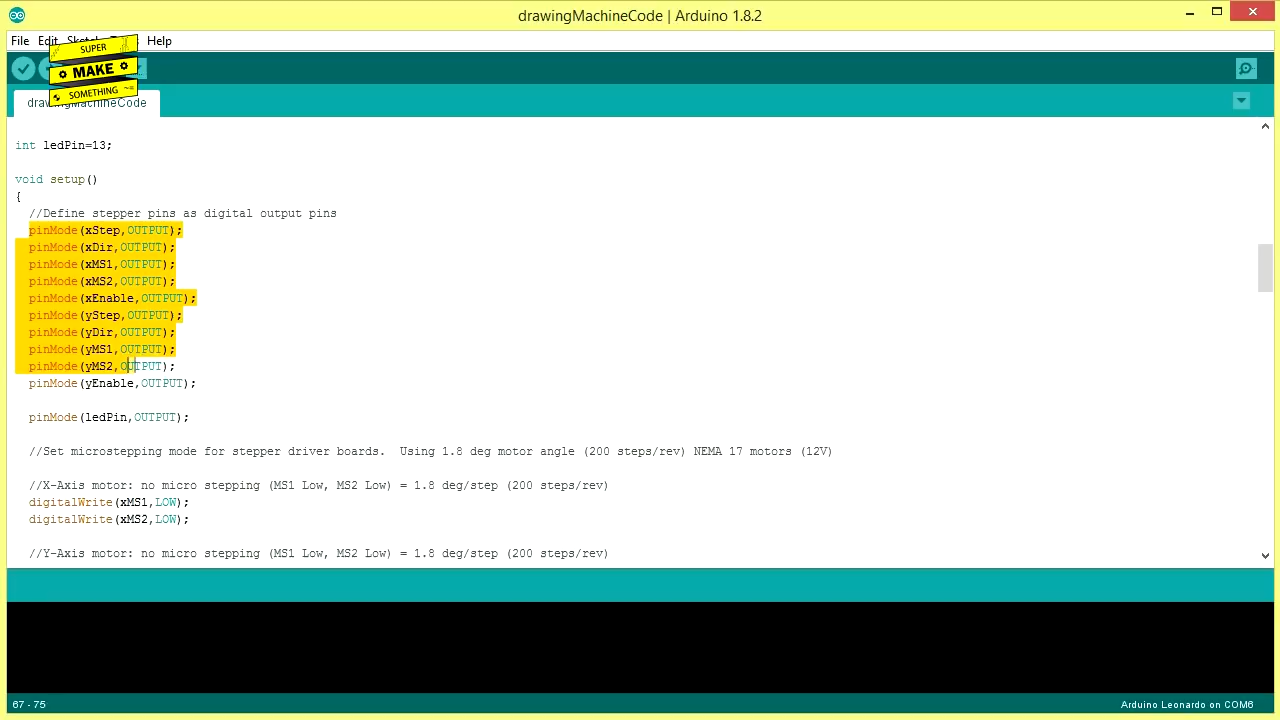 drawingMachineCode | Arduino 1.8.2
File Edit Sketch Help
SUPER
MAKE
SOMETHING
drawingMachineCode
int ledPin=13;
void setup()
{
//Define stepper pins as digital output pins
pinMode(xStep,OUTPUT);
pinMode(xDir,OUTPUT);
pinMode(xMS1,OUTPUT);
pinMode(xMS2,OUTPUT);
pinMode(xEnable,OUTPUT);
pinMode(yStep,OUTPUT);
pinMode(yDir,OUTPUT);
pinMode(yMS1,OUTPUT);
pinMode(yMS2,OUTPUT);
pinMode(yEnable,OUTPUT);
pinMode(ledPin,OUTPUT);
//Set microstepping mode for stepper driver boards.  Using 1.8 deg motor angle (200 steps/rev) NEMA 17 motors (12V)
//X-Axis motor: no micro stepping (MS1 Low, MS2 Low) = 1.8 deg/step (200 steps/rev)
digitalWrite(xMS1,LOW);
digitalWrite(xMS2,LOW);
//Y-Axis motor: no micro stepping (MS1 Low, MS2 Low) = 1.8 deg/step (200 steps/rev)
67 - 75
Arduino Leonardo on COM6